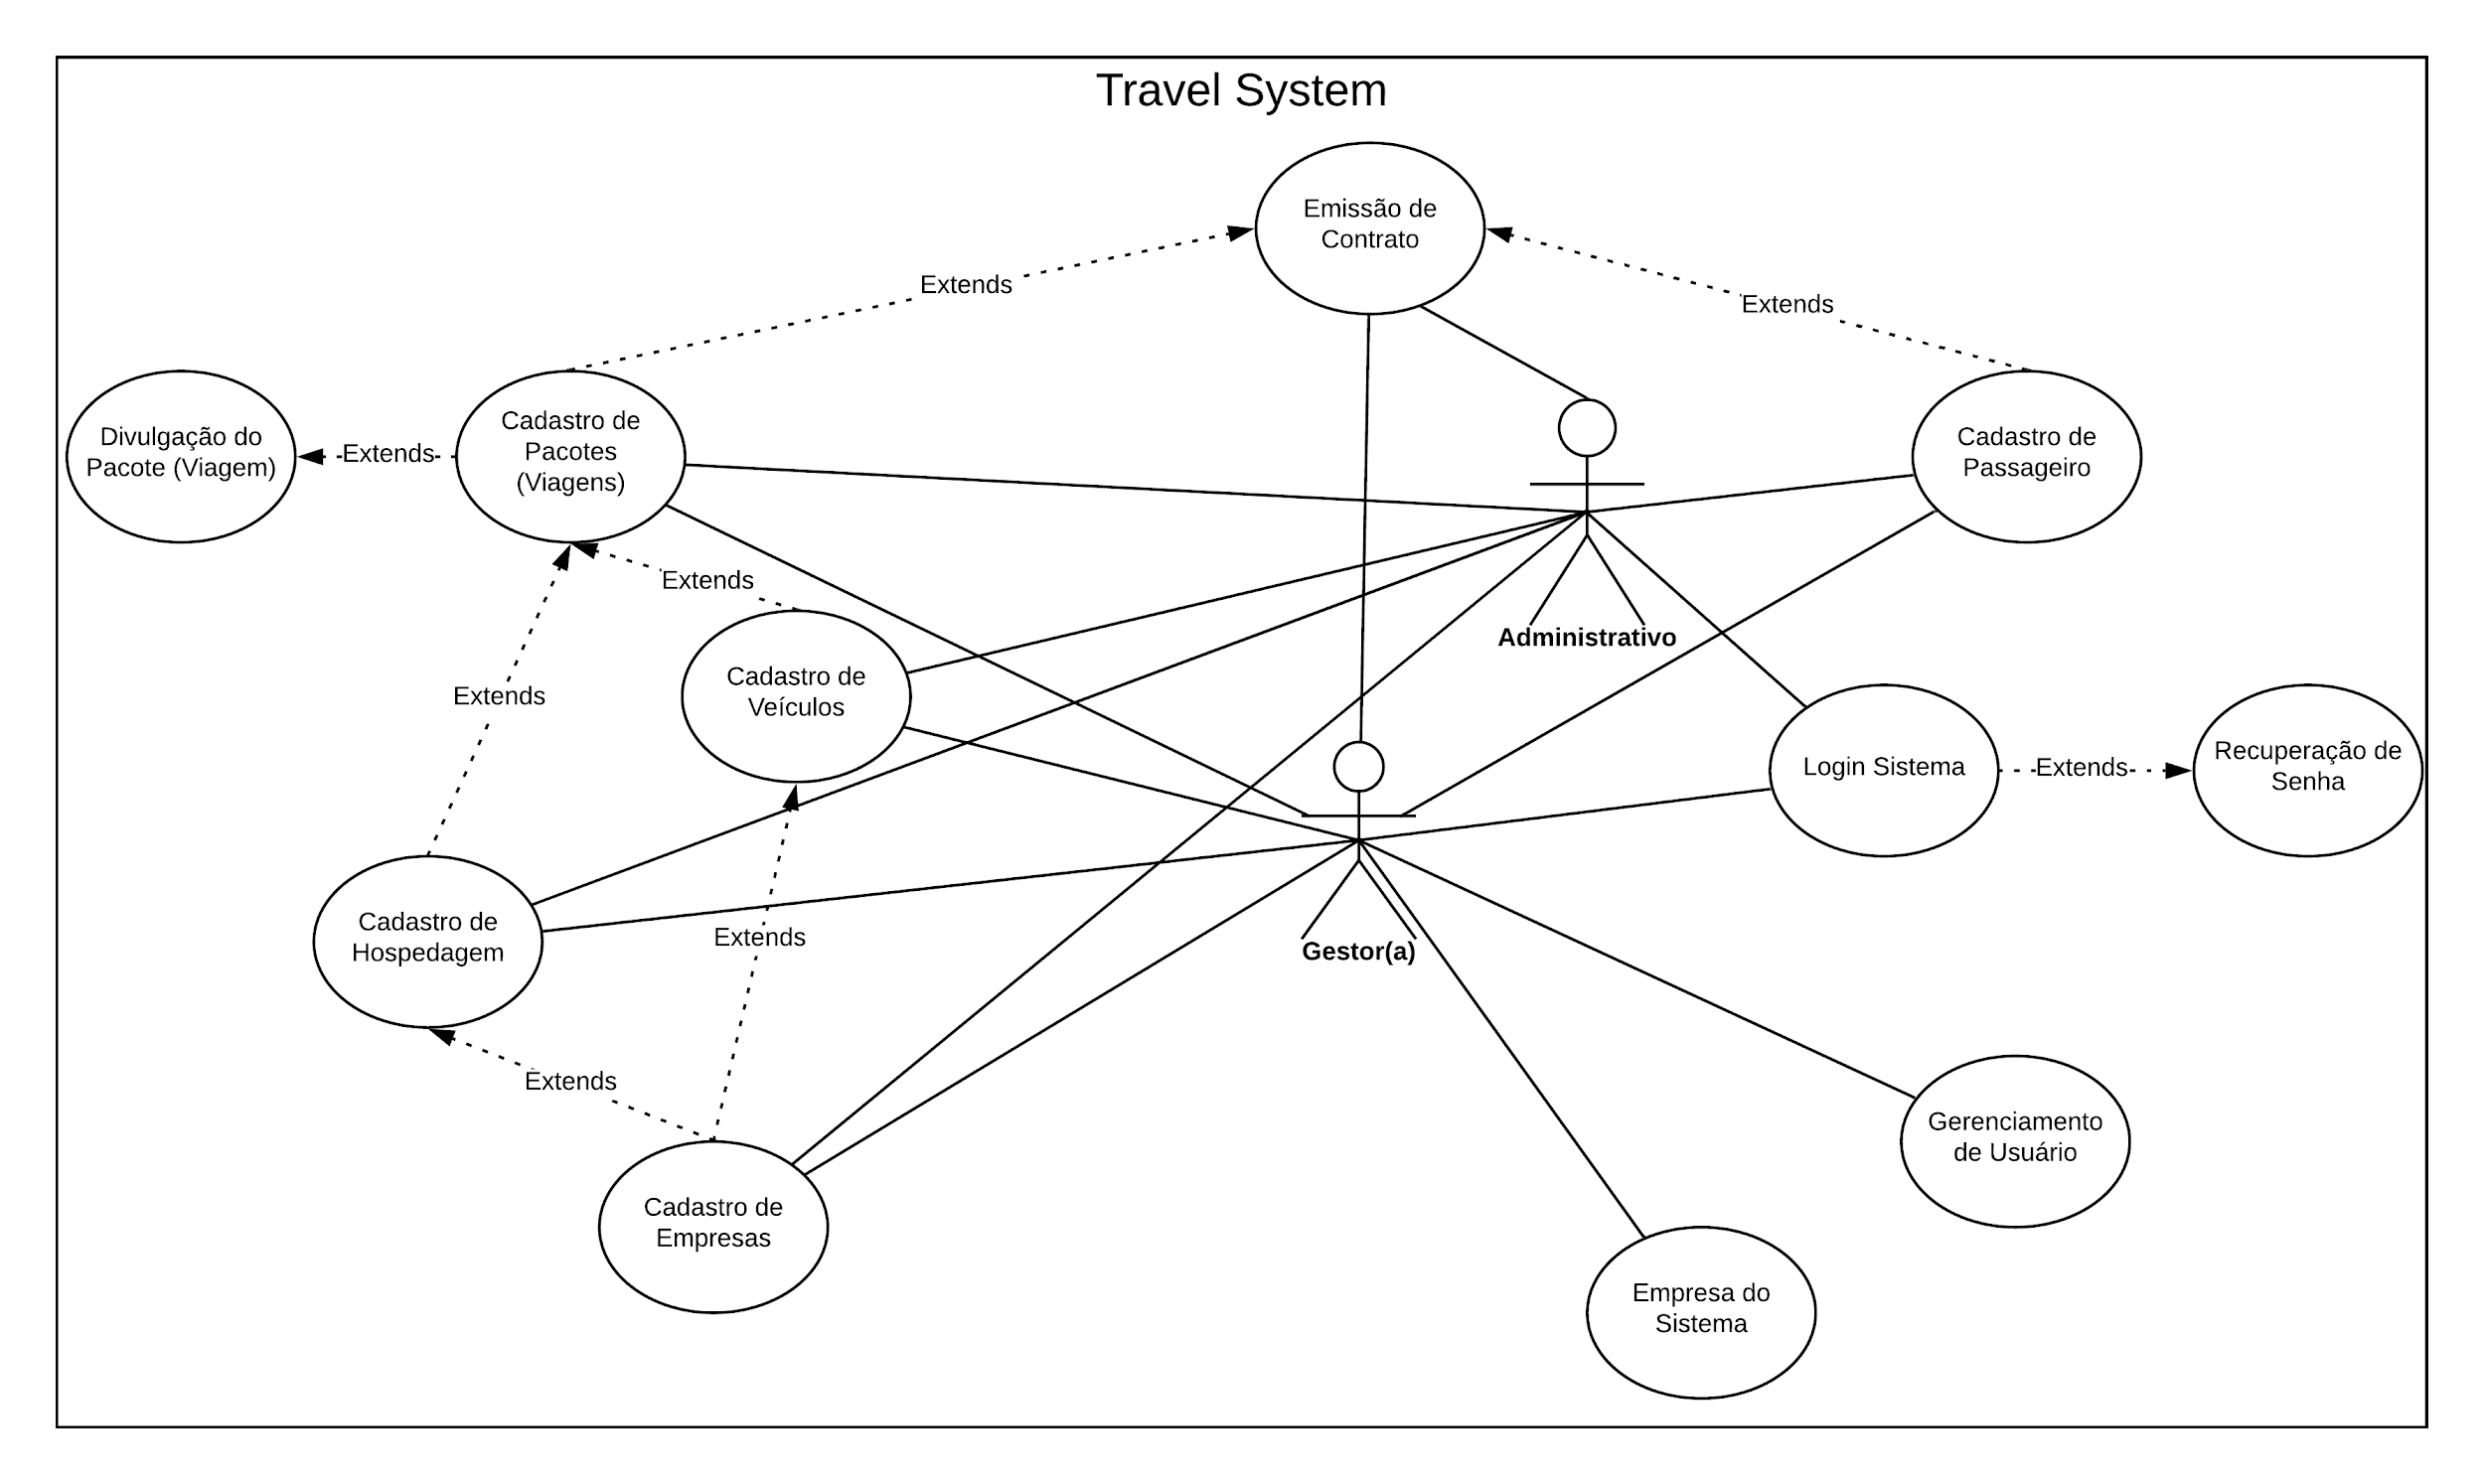 Travel System
Emissão de
Contrato
Extends
Extends
Divulgação do
Pacote (Viagem)
Extends
Cadastro de
Pacotes
(Viagens)
Cadastro de
Passageiro
Extends
Administrativo
Extends
Cadastro de
Veículos
Login Sistema
Extends
Recuperação de
Senha
Cadastro de
Hospedagem
Extends
Gestor(a)
Extends
Gerenciamento
de Usuário
Cadastro de
Empresas
Empresa do
Sistema